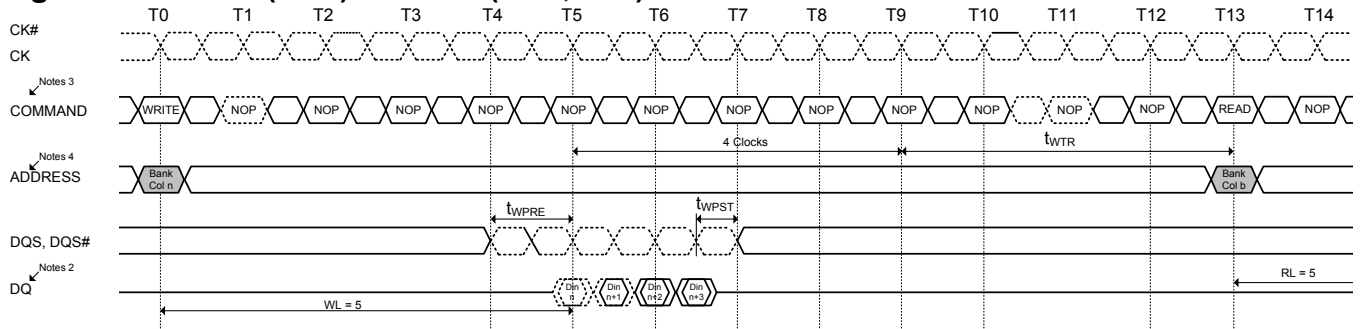 T0 T1 T2 T3 T4 T5 T6 T7 T8 T9 T10 T11 T12 T13 T14
CK#
CK
Notes 3
COMMAND WRITE NOP NOP NOP NOP NOP NOP NOP NOP NOP NOP NOP NOP READ NOP
4 Clocks tWTR
Notes 4
ADDRESS
Bank
Col n
Bank
Col b
tWPRE tWPST
DQS, DQS#
Notes 2
DQ
Din
n
Din
n+1
Din
n+2
Din
n+3
RL = 5
WL = 5